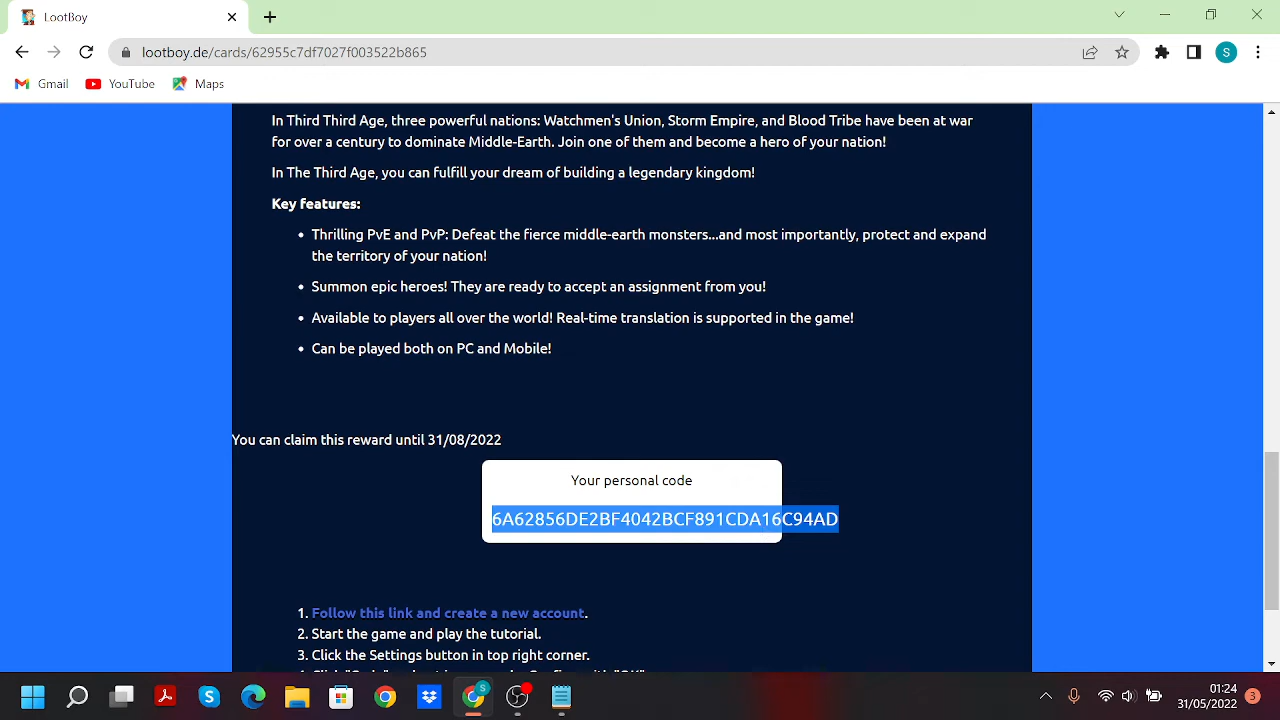 LootBoy
lootboy.de/cards/62955c7df7027f003522b865
S
Gmail
YouTube
Maps
In Third Third Age, three powerful nations: Watchmen's Union, Storm Empire, and Blood Tribe have been at war
for over a century to dominate Middle-Earth. Join one of them and become a hero of your nation!
In The Third Age, you can fulfill your dream of building a legendary kingdom!
Key features:
• Thrilling PvE and PvP: Defeat the fierce middle-earth monsters...and most importantly, protect and expand
the territory of your nation!
• Summon epic heroes! They are ready to accept an assignment from you!
• Available to players all over the world! Real-time translation is supported in the game!
• Can be played both on PC and Mobile!
You can claim this reward until 31/08/2022
Your personal code
6A62856DE2BF4042BCF891CDA16C94AD
1. Follow this link and create a new account.
2. Start the game and play the tutorial.
3. Click the Settings button in top right corner.
S
S
01:24
31/05/2022
3